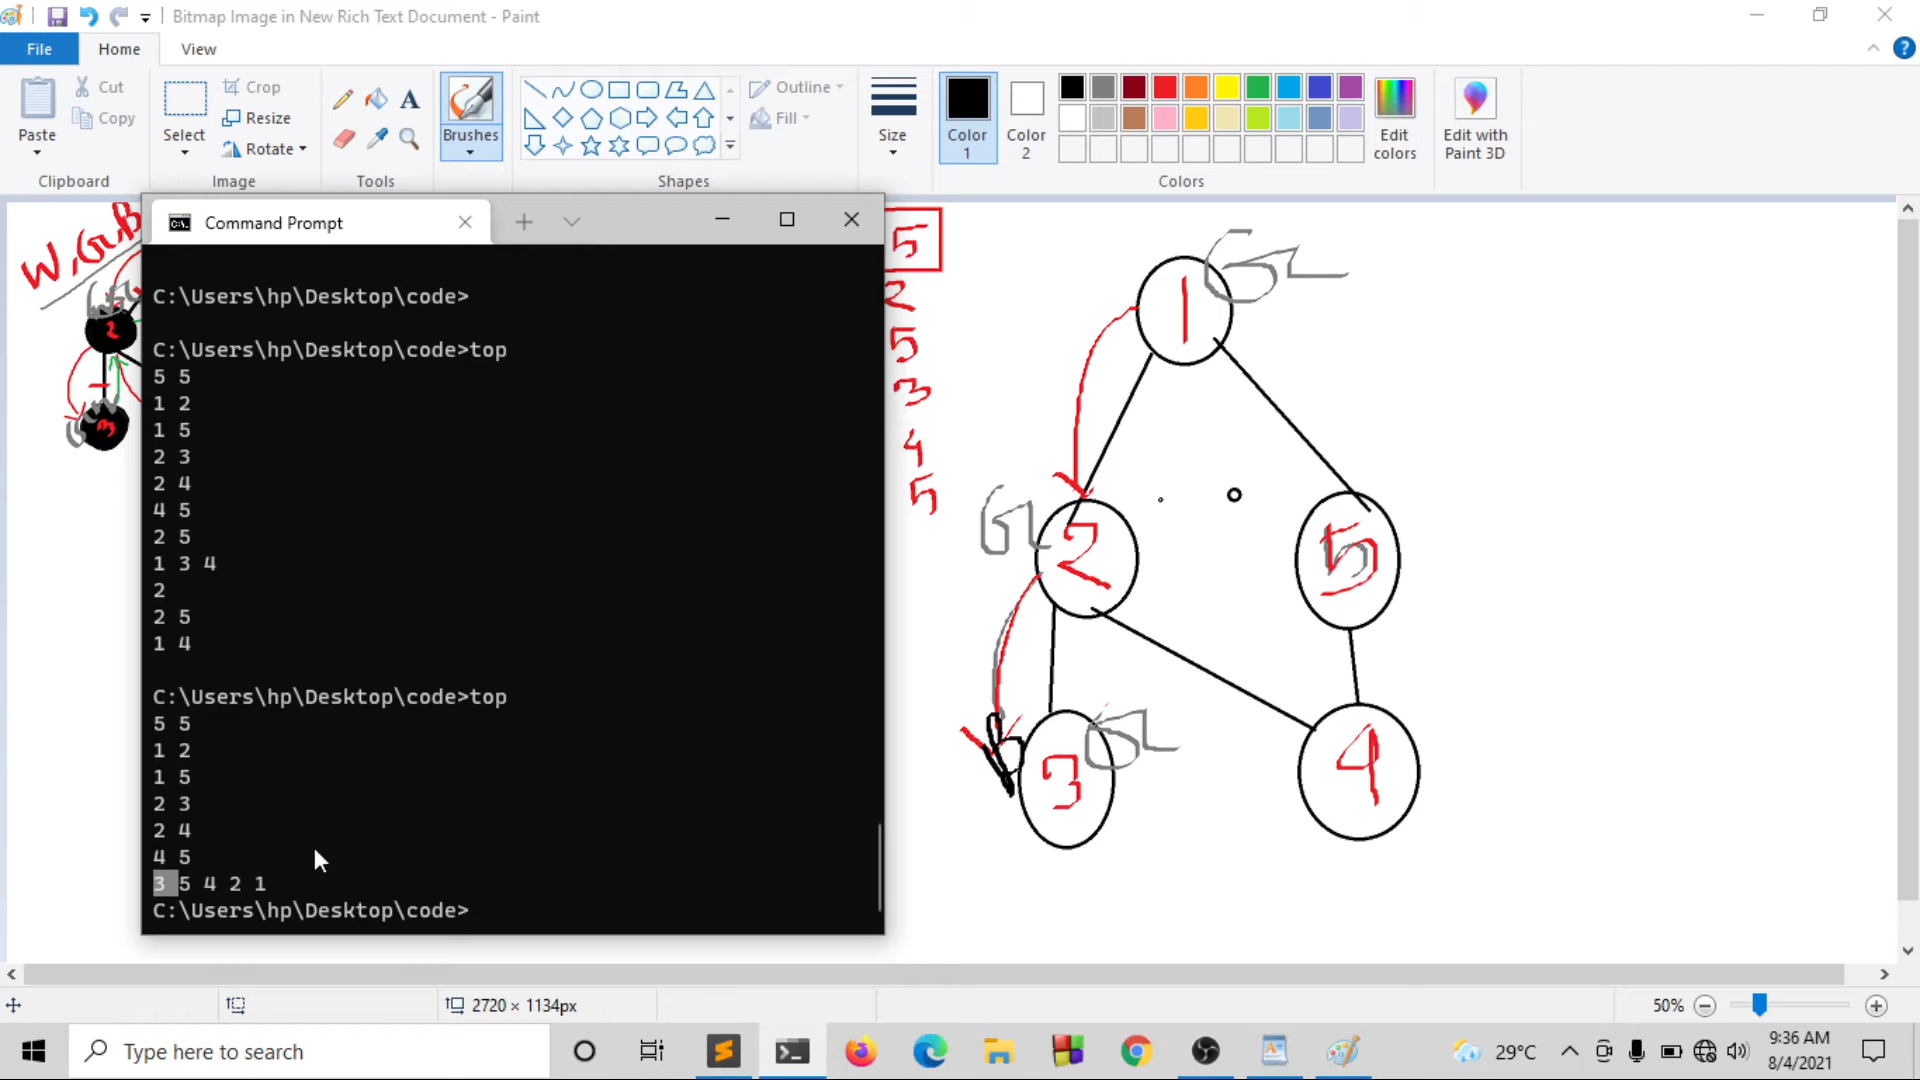 Bitmap Image in New Rich Text Document - Paint
File Home View
Paste
Cut
Copy
Clipboard
Select
Crop
Resize
Rotate
Image
A
Tools
Brushes
Outline
Fill
Shapes
Size
Color 1
Color 2
Edit colors
Edit with Paint 3D
Colors
W,G,B
2
3
Command Prompt
C:\Users\hp\Desktop\code>
C:\Users\hp\Desktop\code>top
5 5
1 2
1 5
2 3
2 4
4 5
2 5
1 3 4
2
2 5
1 4
C:\Users\hp\Desktop\code>top
5 5
1 2
1 5
2 3
2 4
4 5
3 5 4 2 1
C:\Users\hp\Desktop\code>
5
2
5
3
4
5
1
2
5
3
4
2720 × 1134px
50%
Type here to search
29°C
9:36 AM
8/4/2021